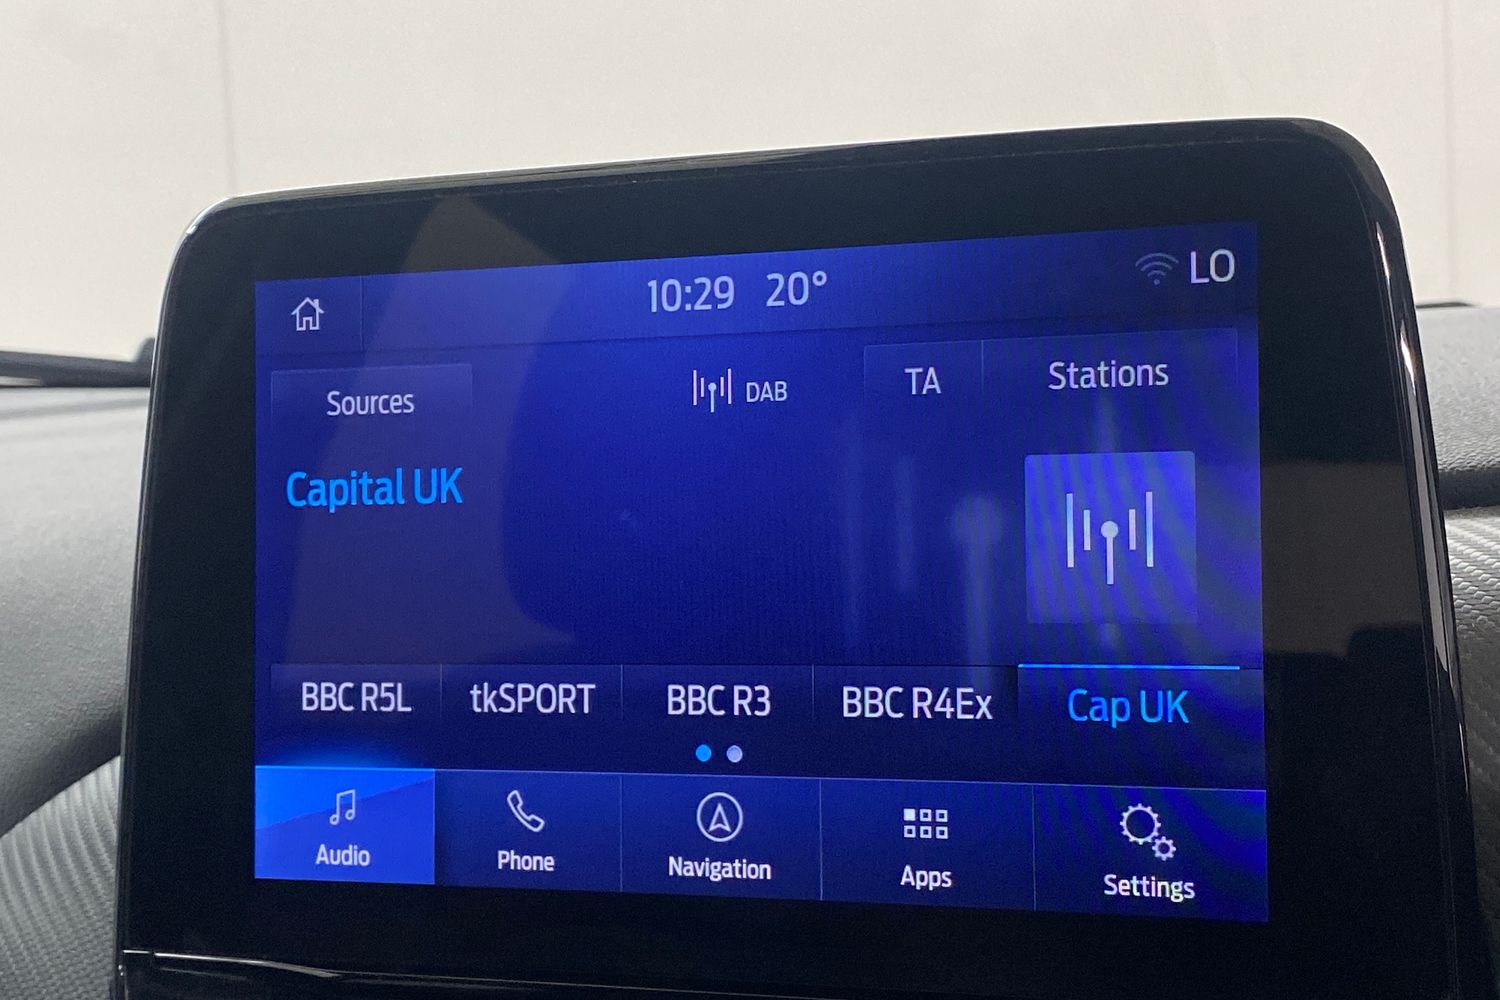 10:29 20° LO
Sources DAB TA Stations
Capital UK
BBC R5L tkSPORT BBC R3 BBC R4Ex Cap UK
Audio Phone Navigation Apps Settings